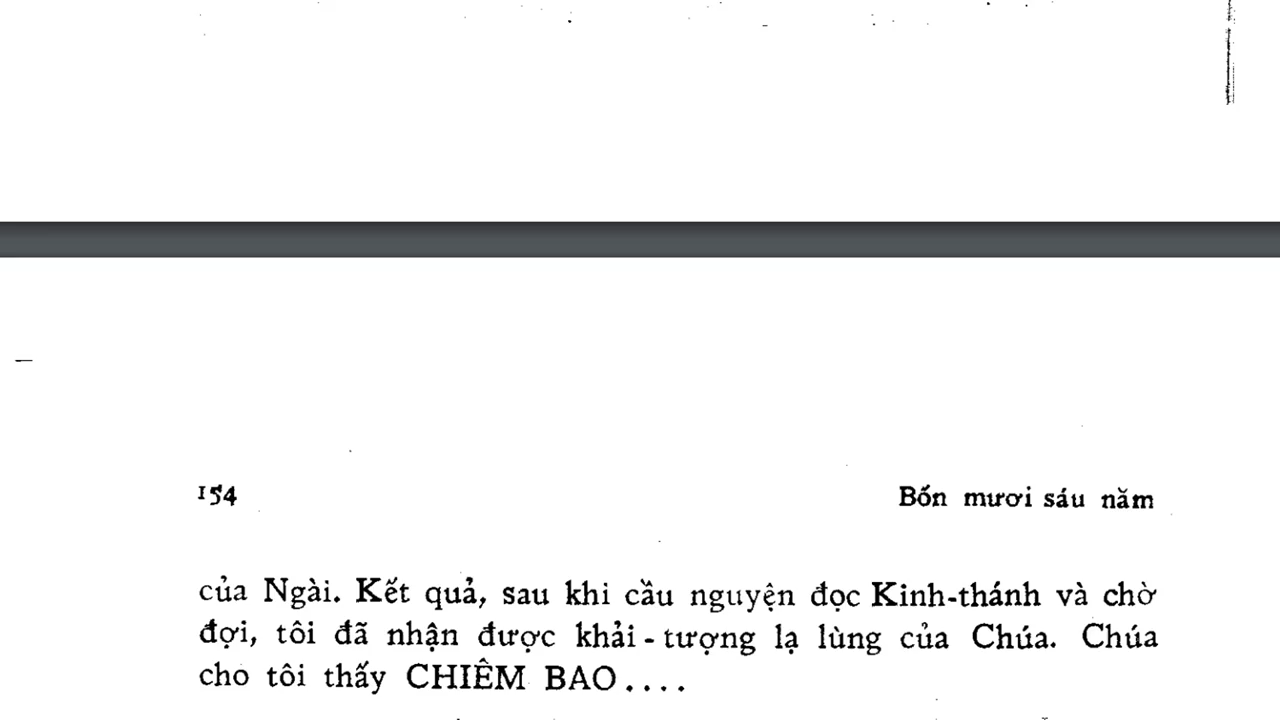 154 Bốn mươi sáu năm
của Ngài. Kết quả, sau khi cầu nguyện đọc Kinh-thánh và chờ
đợi, tôi đã nhận được khải-tượng lạ lùng của Chúa. Chúa
cho tôi thấy CHIÊM BAO....